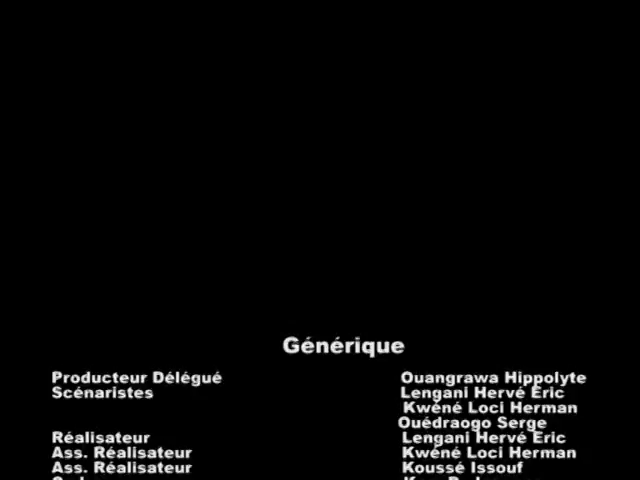 Générique
Producteur Délégué Ouangrawa Hippolyte
Scénaristes Lengani Hervé Eric
Kwéné Loci Herman
Ouédraogo Serge
Réalisateur Lengani Hervé Eric
Ass. Réalisateur Kwéné Loci Herman
Ass. Réalisateur Koussé Issouf